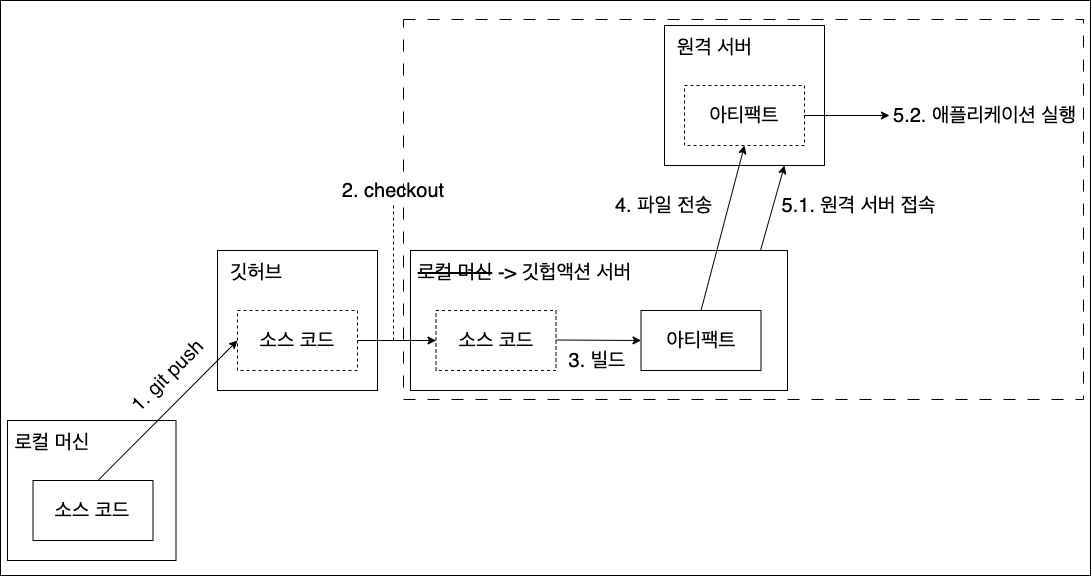 원격 서버
아티팩트
5.2. 애플리케이션 실행
2. checkout
4. 파일 전송
5.1. 원격 서버 접속
깃허브
로컬 머신 -> 깃헙액션 서버
소스 코드
소스 코드
아티팩트
3. 빌드
1. git push
로컬 머신
소스 코드